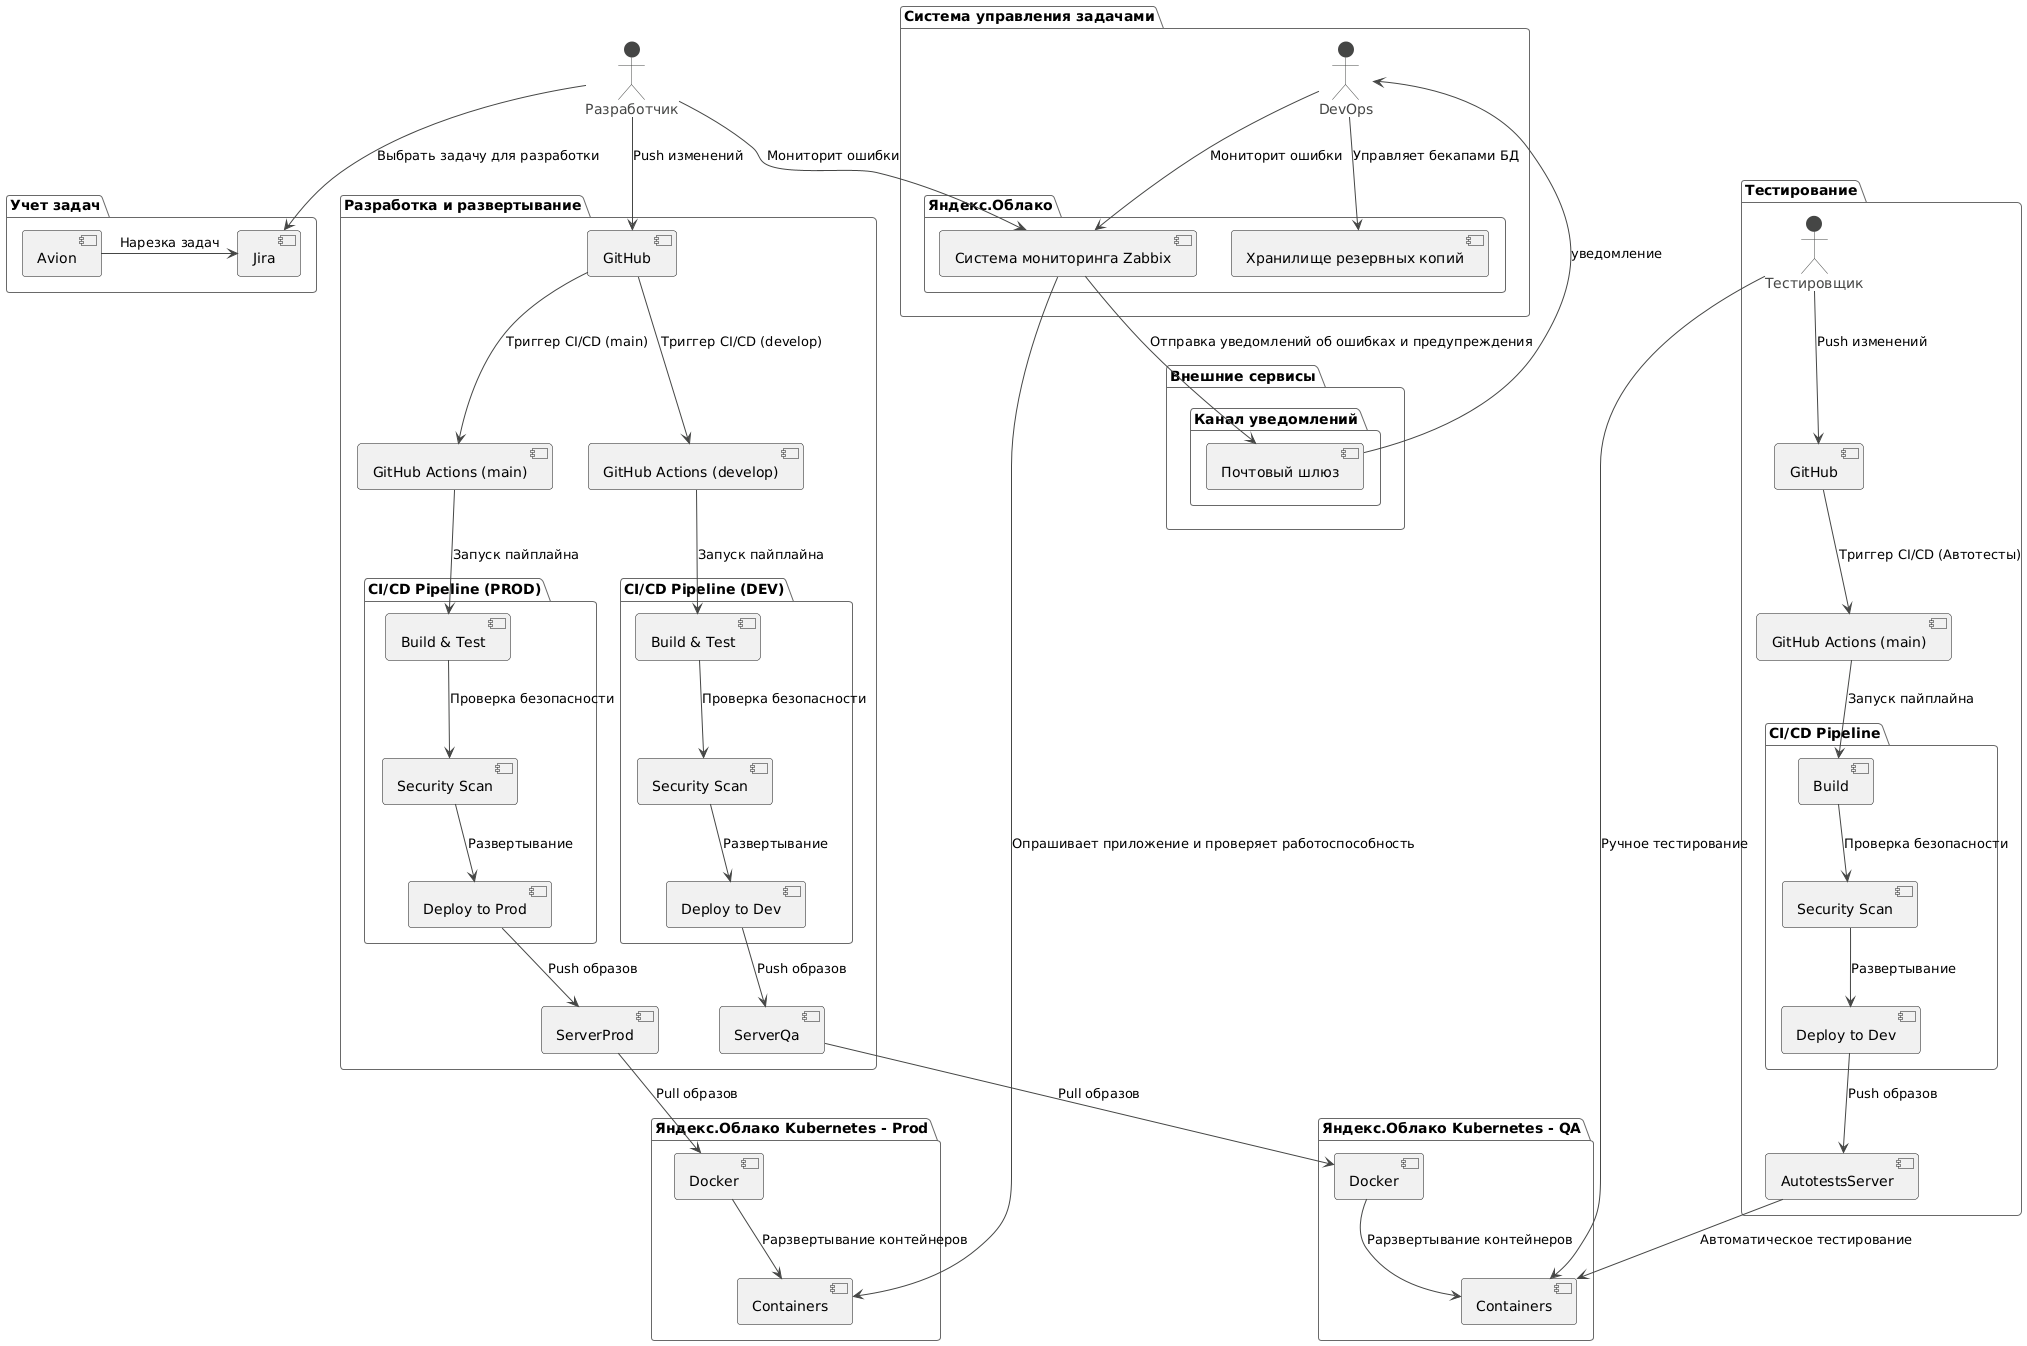 Система управления задачами
Разработчик
DevOps
Выбрать задачу для разработки
Push изменений
Мониторит ошибки
Мониторит ошибки
Управляет бекапами БД
Учет задач
Avion
Нарезка задач
Jira
Разработка и развертывание
GitHub
Яндекс.Облако
Система мониторинга Zabbix
Хранилище резервных копий
уведомление
Тестирование
Тестировщик
Триггер CI/CD (main)
Триггер CI/CD (develop)
Отправка уведомлений об ошибках и предупреждения
Push изменений
Внешние сервисы
Канал уведомлений
Почтовый шлюз
GitHub Actions (main)
GitHub Actions (develop)
GitHub
Запуск пайплайна
Запуск пайплайна
Триггер CI/CD (Автотесты)
CI/CD Pipeline (PROD)
CI/CD Pipeline (DEV)
Build & Test
Build & Test
GitHub Actions (main)
Проверка безопасности
Проверка безопасности
Запуск пайплайна
CI/CD Pipeline
Security Scan
Security Scan
Build
Развертывание
Развертывание
Опрашивает приложение и проверяет работоспособность
Ручное тестирование
Проверка безопасности
Deploy to Prod
Deploy to Dev
Security Scan
Push образов
Push образов
Развертывание
ServerProd
ServerQa
Deploy to Dev
Pull образов
Pull образов
Push образов
Яндекс.Облако Kubernetes - Prod
Яндекс.Облако Kubernetes - QA
Docker
Docker
AutotestsServer
Рарзвертывание контейнеров
Рарзвертывание контейнеров
Автоматическое тестирование
Containers
Containers